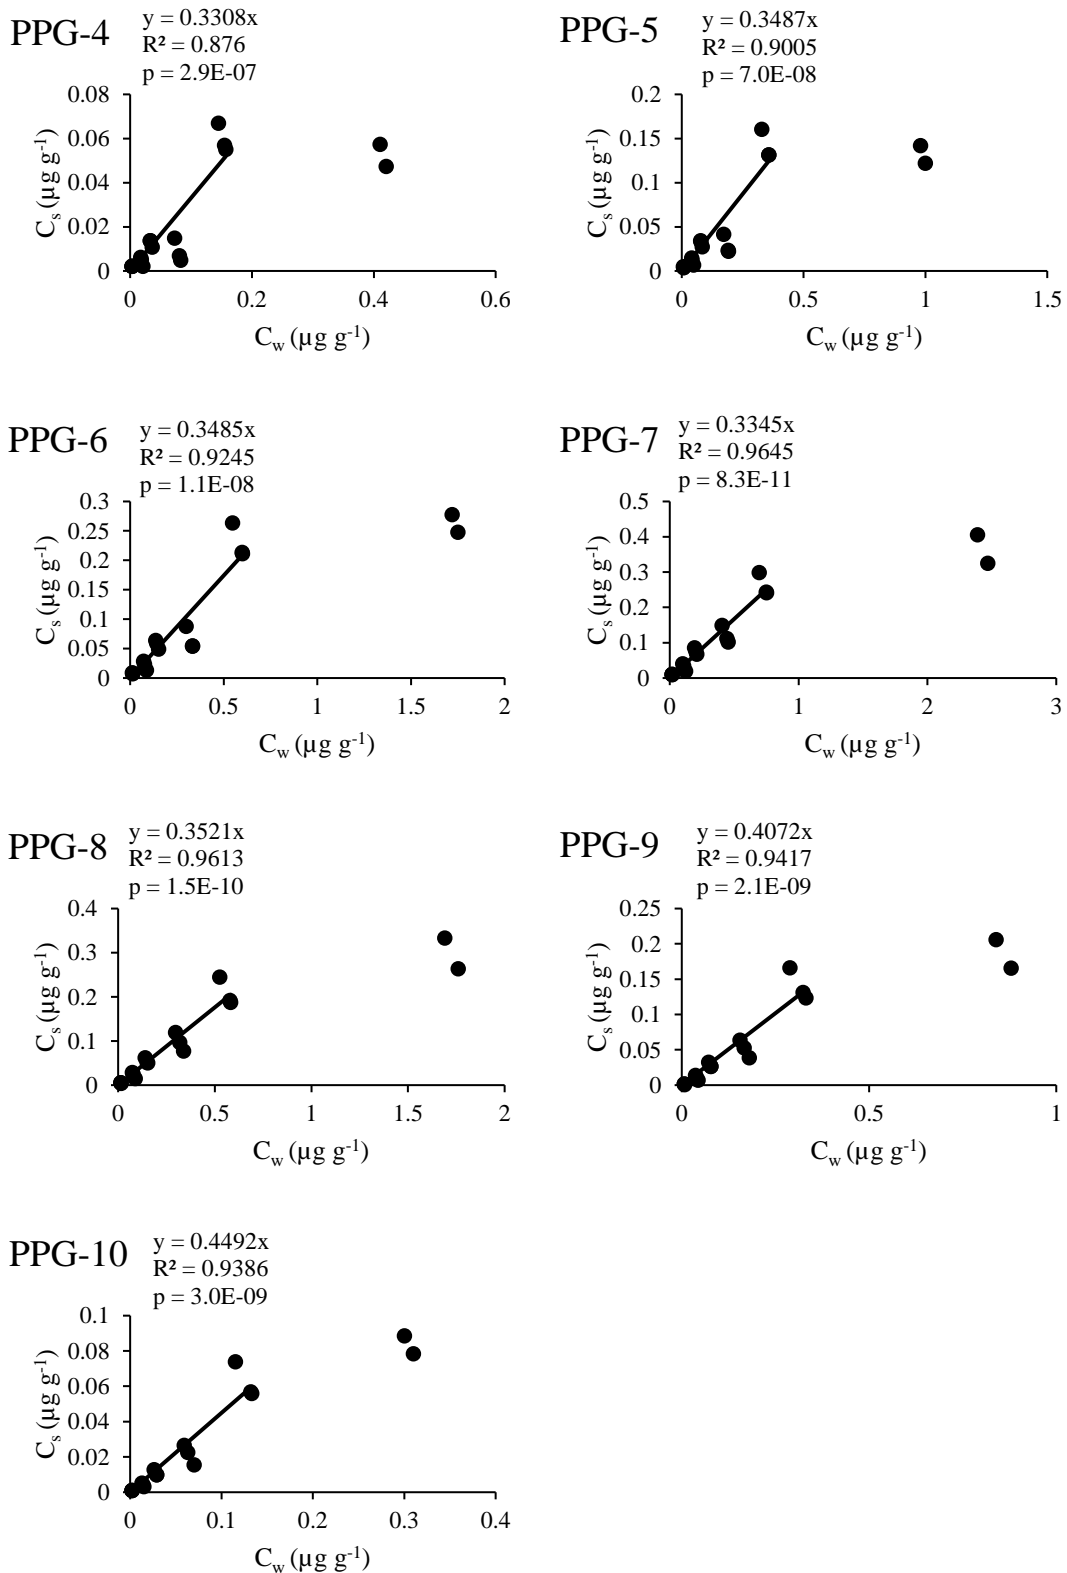 PPG-4
y = 0.3308x
R² = 0.876
p = 2.9E-07
0.08
0.06
0.04
0.02
0
C_s (µg g⁻¹)
0 0.2 0.4 0.6
C_w (µg g⁻¹)
PPG-5
y = 0.3487x
R² = 0.9005
p = 7.0E-08
0.2
0.15
0.1
0.05
0
C_s (µg g⁻¹)
0 0.5 1 1.5
C_w (µg g⁻¹)
PPG-6
y = 0.3485x
R² = 0.9245
p = 1.1E-08
0.3
0.25
0.2
0.15
0.1
0.05
0
C_s (µg g⁻¹)
0 0.5 1 1.5 2
C_w (µg g⁻¹)
PPG-7
y = 0.3345x
R² = 0.9645
p = 8.3E-11
0.5
0.4
0.3
0.2
0.1
0
C_s (µg g⁻¹)
0 1 2 3
C_w (µg g⁻¹)
PPG-8
y = 0.3521x
R² = 0.9613
p = 1.5E-10
0.4
0.3
0.2
0.1
0
C_s (µg g⁻¹)
0 0.5 1 1.5 2
C_w (µg g⁻¹)
PPG-9
y = 0.4072x
R² = 0.9417
p = 2.1E-09
0.25
0.2
0.15
0.1
0.05
0
C_s (µg g⁻¹)
0 0.5 1
C_w (µg g⁻¹)
PPG-10
y = 0.4492x
R² = 0.9386
p = 3.0E-09
0.1
0.08
0.06
0.04
0.02
0
C_s (µg g⁻¹)
0 0.1 0.2 0.3 0.4
C_w (µg g⁻¹)